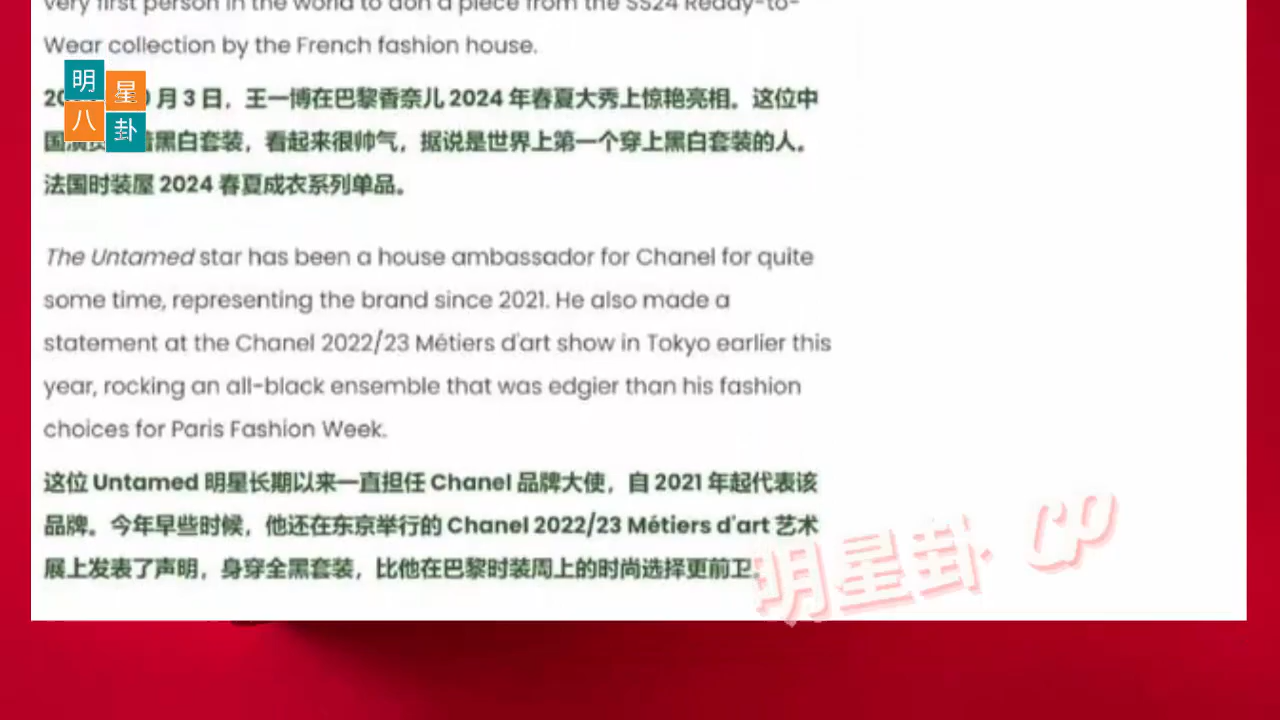 very first person in the world to don a piece from the SS24 Ready-to-
Wear collection by the French fashion house.
明星
八卦
月 3 日，王一博在巴黎香奈儿 2024 年春夏大秀上惊艳亮相。这位中
国演员 黑白套装，看起来很帅气，据说是世界上第一个穿上黑白套装的人。
法国时装屋 2024 春夏成衣系列单品。
The Untamed star has been a house ambassador for Chanel for quite
some time, representing the brand since 2021. He also made a
statement at the Chanel 2022/23 Métiers d'art show in Tokyo earlier this
year, rocking an all-black ensemble that was edgier than his fashion
choices for Paris Fashion Week.
这位 Untamed 明星长期以来一直担任 Chanel 品牌大使，自 2021 年起代表该
品牌。今年早些时候，他还在东京举行的 Chanel 2022/23 Métiers d'art 艺术
展上发表了声明，身穿全黑套装，比他在巴黎时装周上的时尚选择更前卫。
明星卦 CP